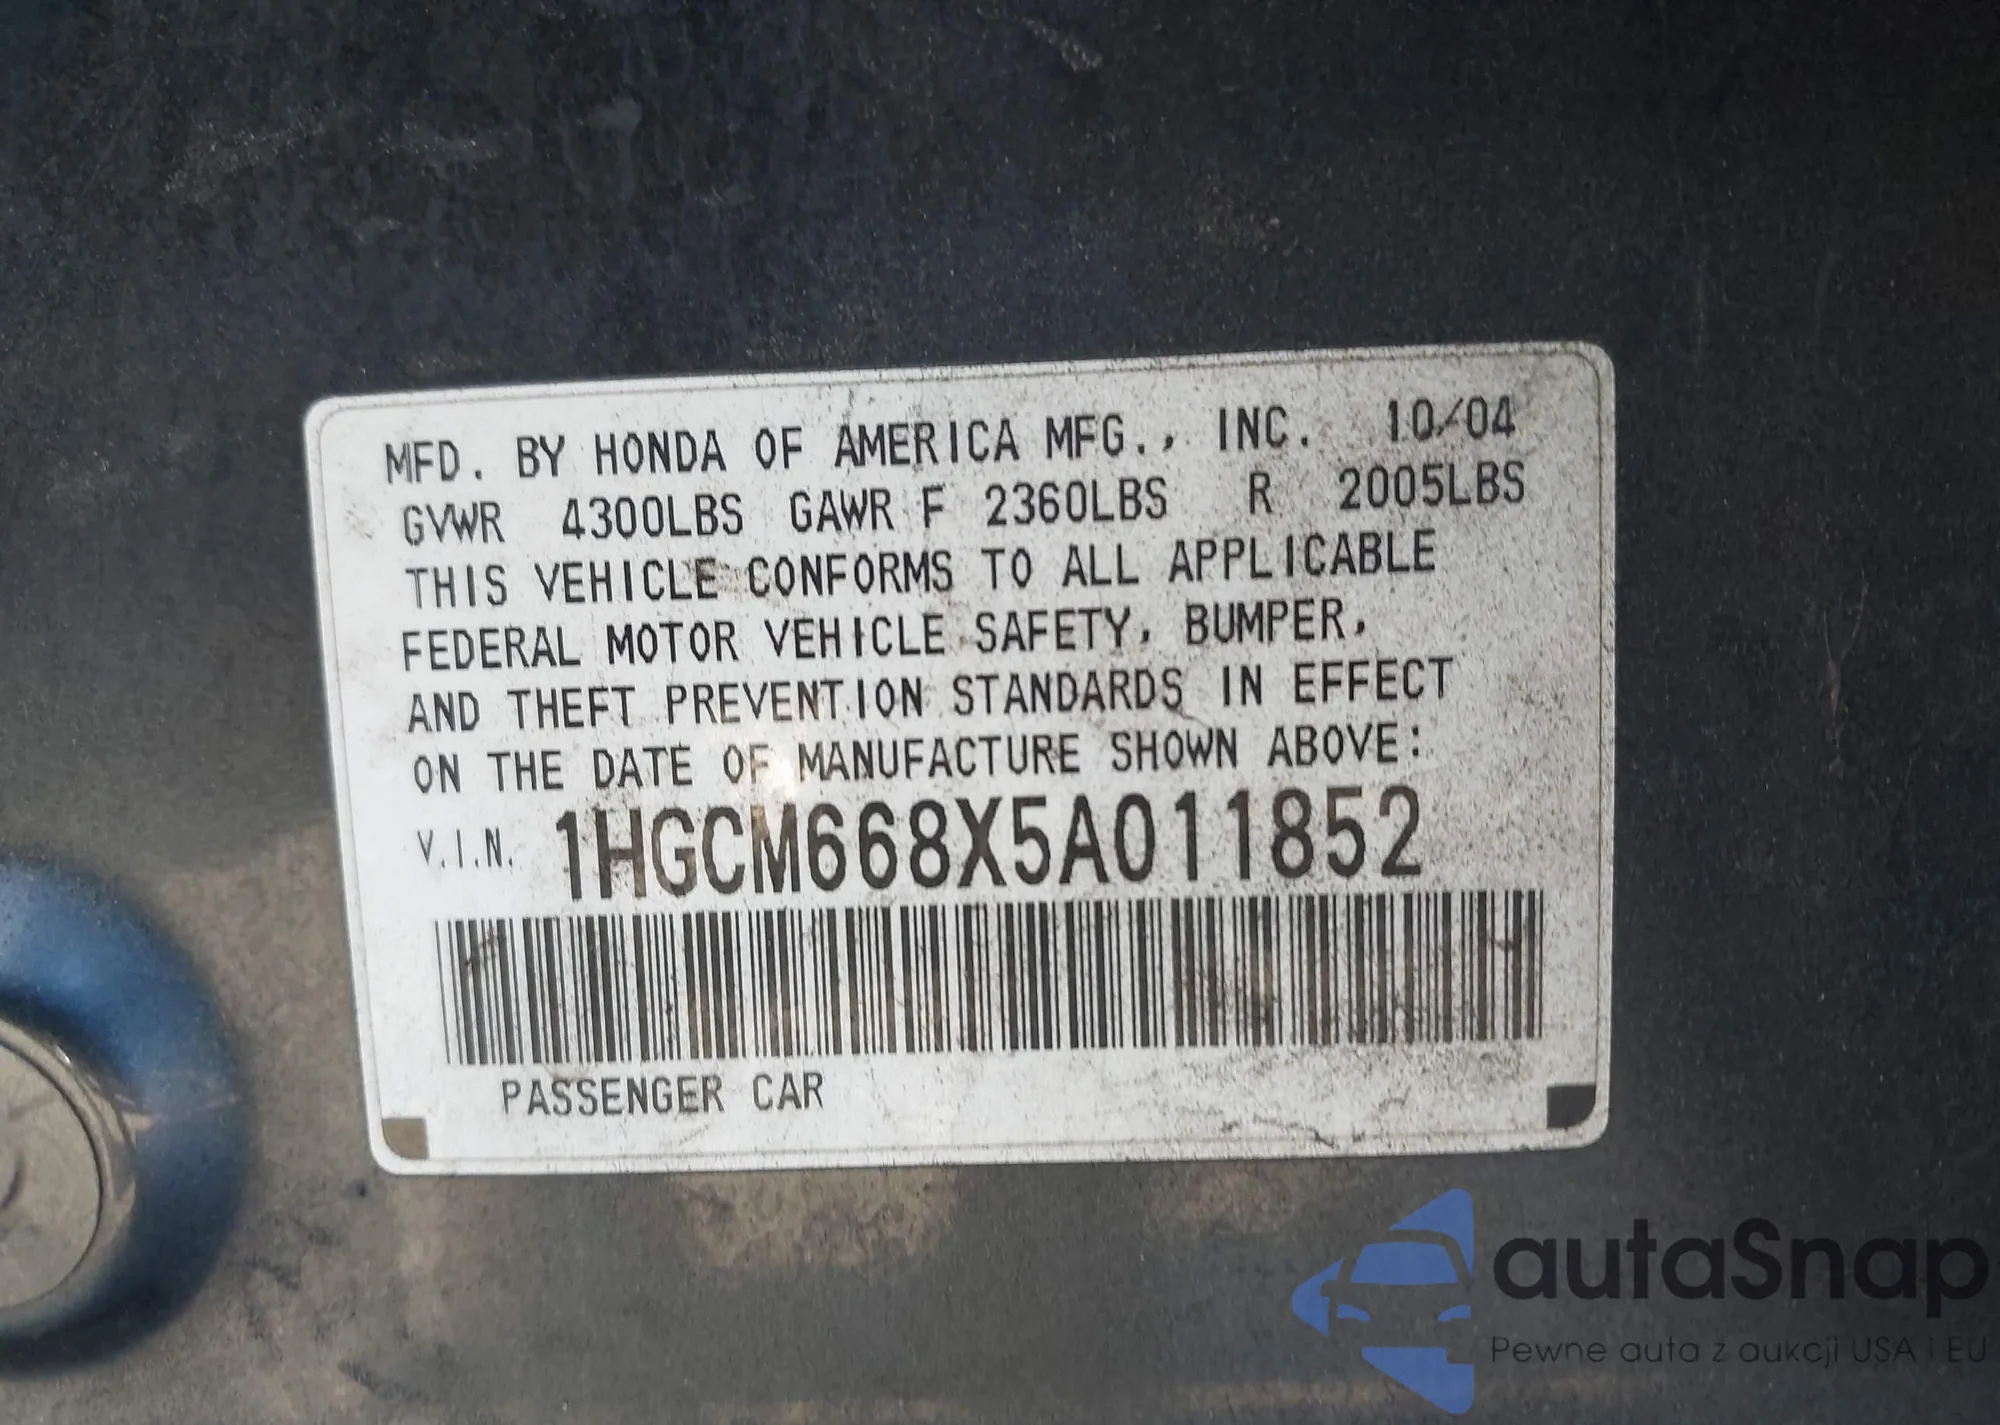 MFD. BY HONDA OF AMERICA MFG., INC. 10/04
GVWR 4300LBS GAWR F 2360LBS R 2005LBS
THIS VEHICLE CONFORMS TO ALL APPLICABLE
FEDERAL MOTOR VEHICLE SAFETY, BUMPER,
AND THEFT PREVENTION STANDARDS IN EFFECT
ON THE DATE OF MANUFACTURE SHOWN ABOVE:
V.I.N. 1HGCM668X5A011852
PASSENGER CAR
autaSnap
Pewne auta z aukcji USA i EU